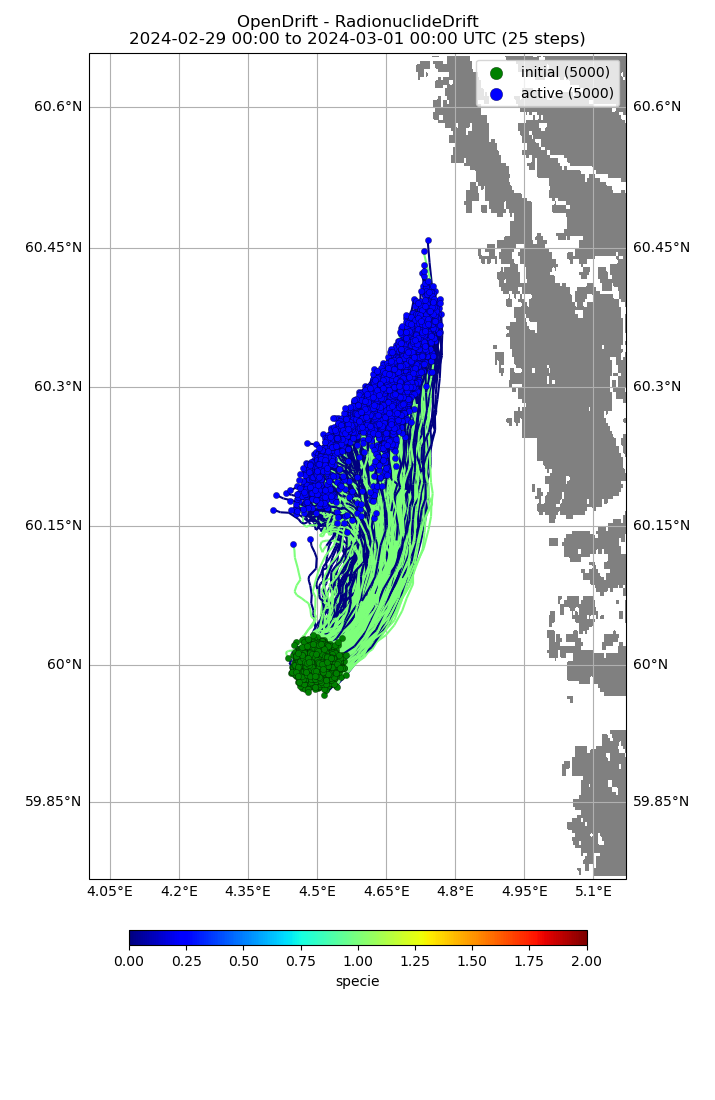 OpenDrift - RadionuclideDrift
2024-02-29 00:00 to 2024-03-01 00:00 UTC (25 steps)
initial (5000)
active (5000)
60.6°N 60.6°N
60.45°N 60.45°N
60.3°N 60.3°N
60.15°N 60.15°N
60°N 60°N
59.85°N 59.85°N
4.05°E 4.2°E 4.35°E 4.5°E 4.65°E 4.8°E 4.95°E 5.1°E
0.00 0.25 0.50 0.75 1.00 1.25 1.50 1.75 2.00
specie